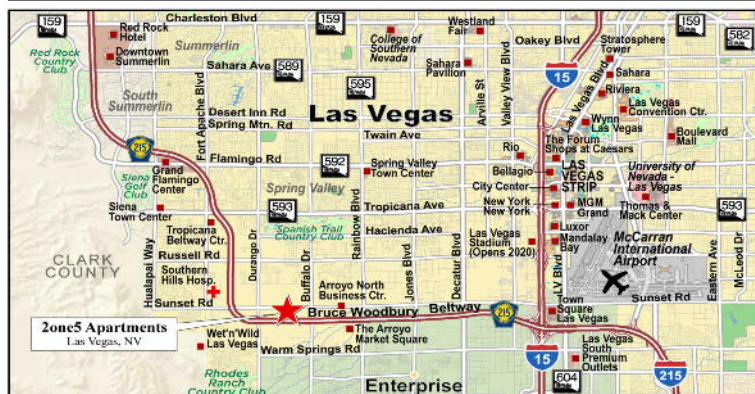 159
159
159
582
Charleston Blvd
Red Rock
Hotel
Downtown
Summerlin
Summerlin
College of
Southern
Nevada
Westland
Fair
Oakey Blvd
Stratosphere
Tower
Red Rock
Country Club
Sahara Ave
589
595
Sahara
Pavilion
15
Sahara
Riviera
South
Summerlin
Fort Apache Blvd
Desert Inn Rd
Spring Mtn. Rd
Las Vegas
Twain Ave
Arville St
Valley View Blvd
Las Vegas Blvd
Wynn
Las Vegas
Las Vegas
Convention Ctr.
Boulevard
Mall
215
Flamingo Rd
592
Spring Valley
Town Center
Rio
The Forum
Shops at Caesars
Grand
Flamingo
Center
Siena
Golf
Club
Spring Valley
Bellagio
City Center
LAS
VEGAS
STRIP
University of
Nevada -
Las Vegas
Siena
Town Center
593
Tropicana Ave
New York
New York
MGM
Grand
Thomas &
Mack Center
593
Tropicana
Beltway Ctr.
Spanish Trail
Country Club
Hacienda Ave
Las Vegas
Stadium
(Opens 2020)
Luxor
Mandalay
Bay
McCarran
International
Airport
CLARK
COUNTY
Hualapai Way
Russell Rd
Durango Dr
Buffalo Dr
Rainbow Blvd
Jones Blvd
Decatur Blvd
LV Blvd
Eastern Ave
McLeod Dr
Southern
Hills Hosp.
Sunset Rd
Arroyo North
Business Ctr.
Sunset Rd
Bruce Woodbury Beltway
215
Town
Square
Las Vegas
2one5 Apartments
Las Vegas, NV
Wet'n'Wild
Las Vegas
The Arroyo
Market Square
Warm Springs Rd
15
Las Vegas
South
Premium
Outlets
215
Rhodes
Ranch
Country Club
Enterprise
604